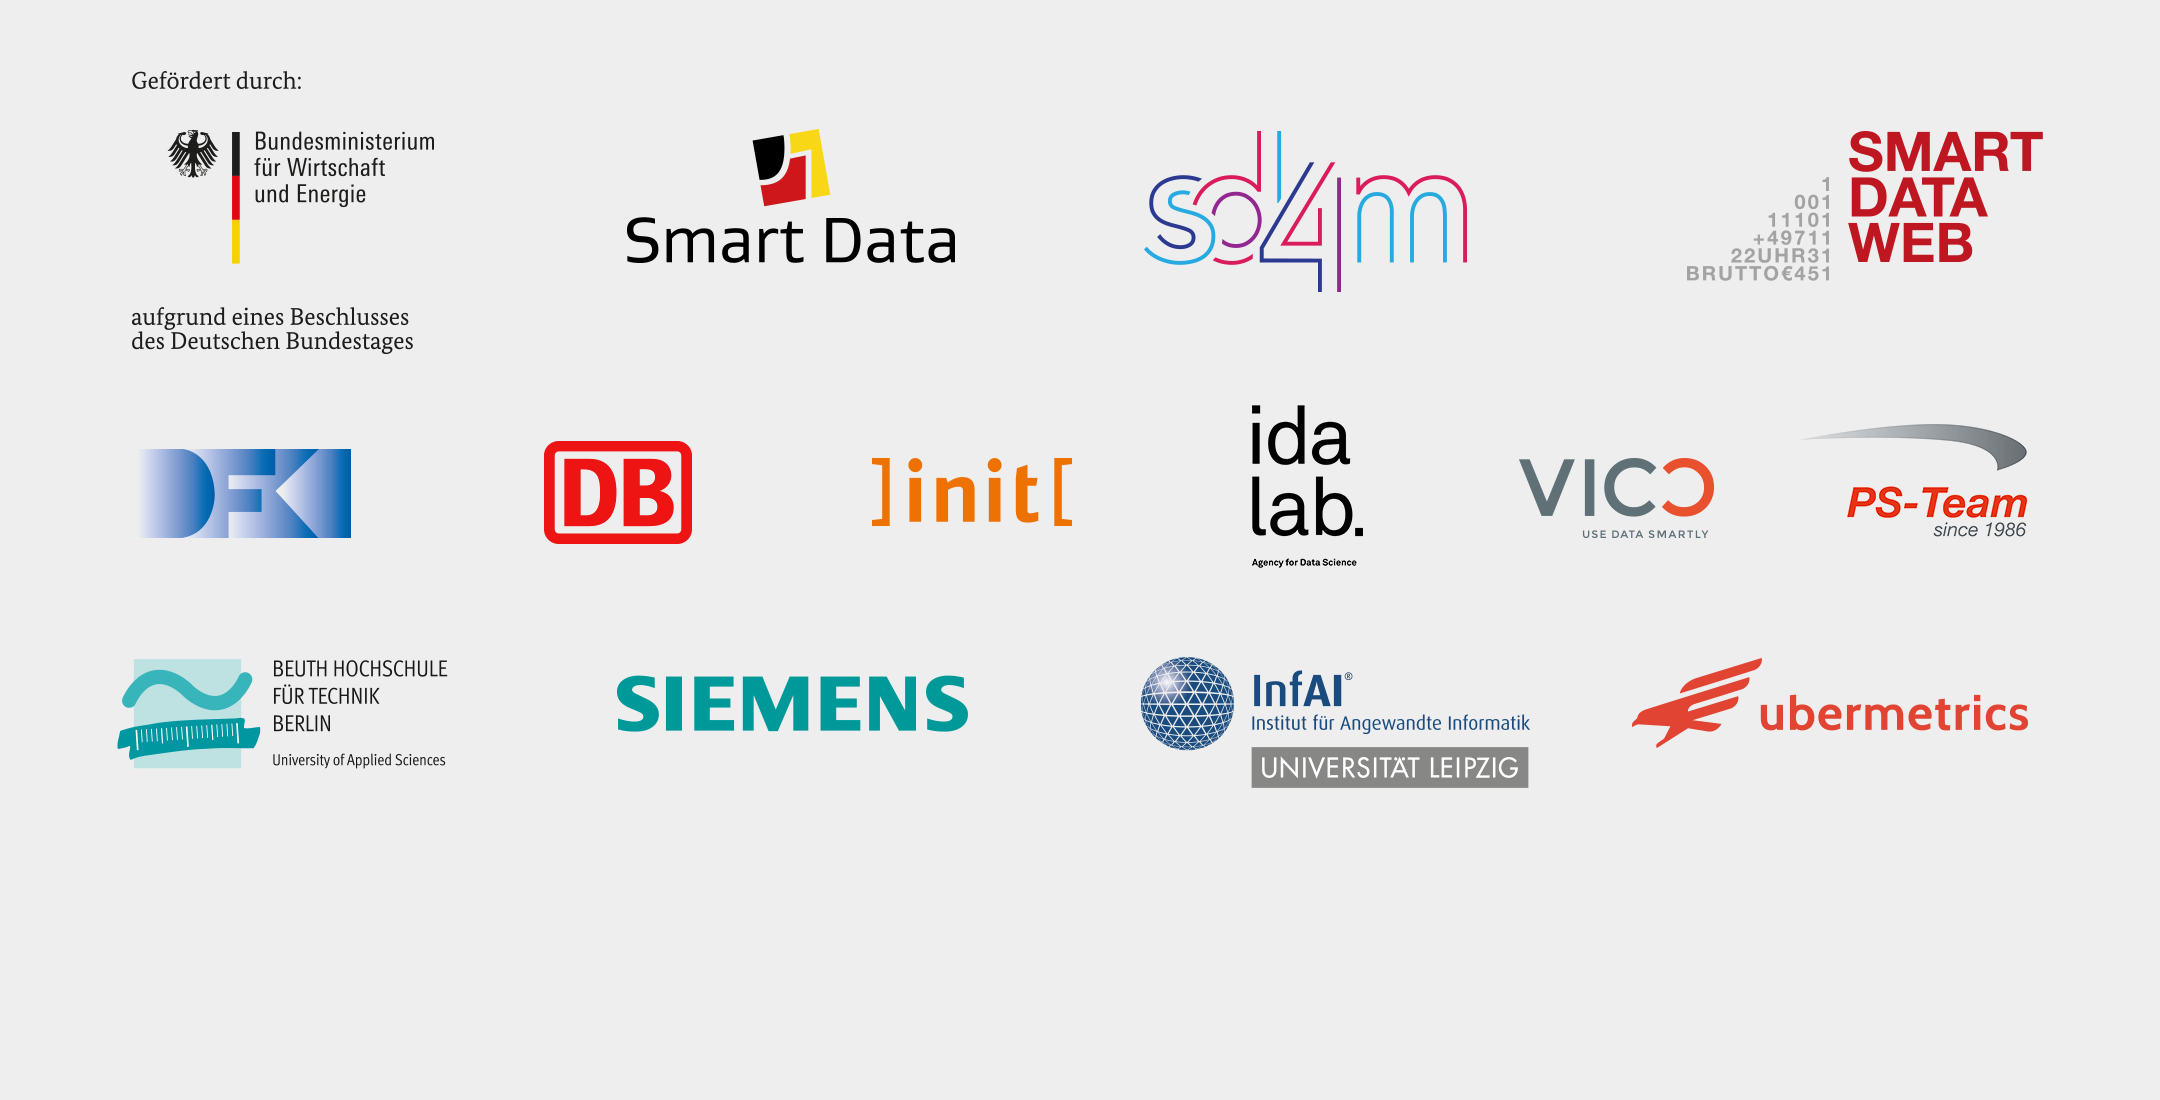 Gefördert durch:
Bundesministerium
für Wirtschaft
und Energie
aufgrund eines Beschlusses
des Deutschen Bundestages
Smart Data
sd4m
1
001
11101
+49711
22UHR31
BRUTTO€451
SMART
DATA
WEB
DFK
DB
]init[
ida
lab.
Agency for Data Science
VICO
USE DATA SMARTLY
PS-Team
since 1986
BEUTH HOCHSCHULE
FÜR TECHNIK
BERLIN
University of Applied Sciences
SIEMENS
InfAI®
Institut für Angewandte Informatik
UNIVERSITÄT LEIPZIG
ubermetrics